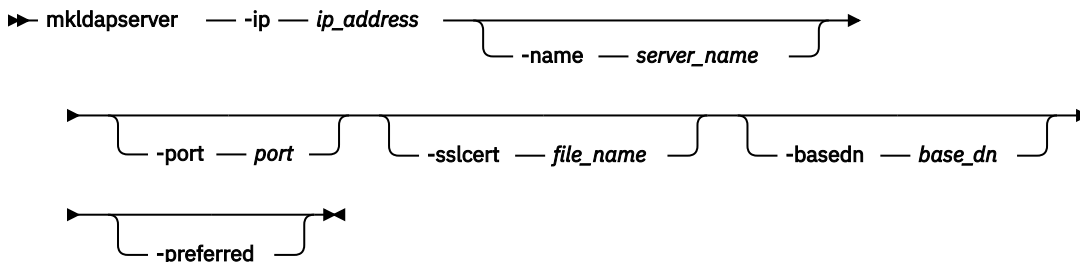 mkldapserver -ip ip_address
-name server_name
-port port -sslcert file_name -basedn base_dn
-preferred